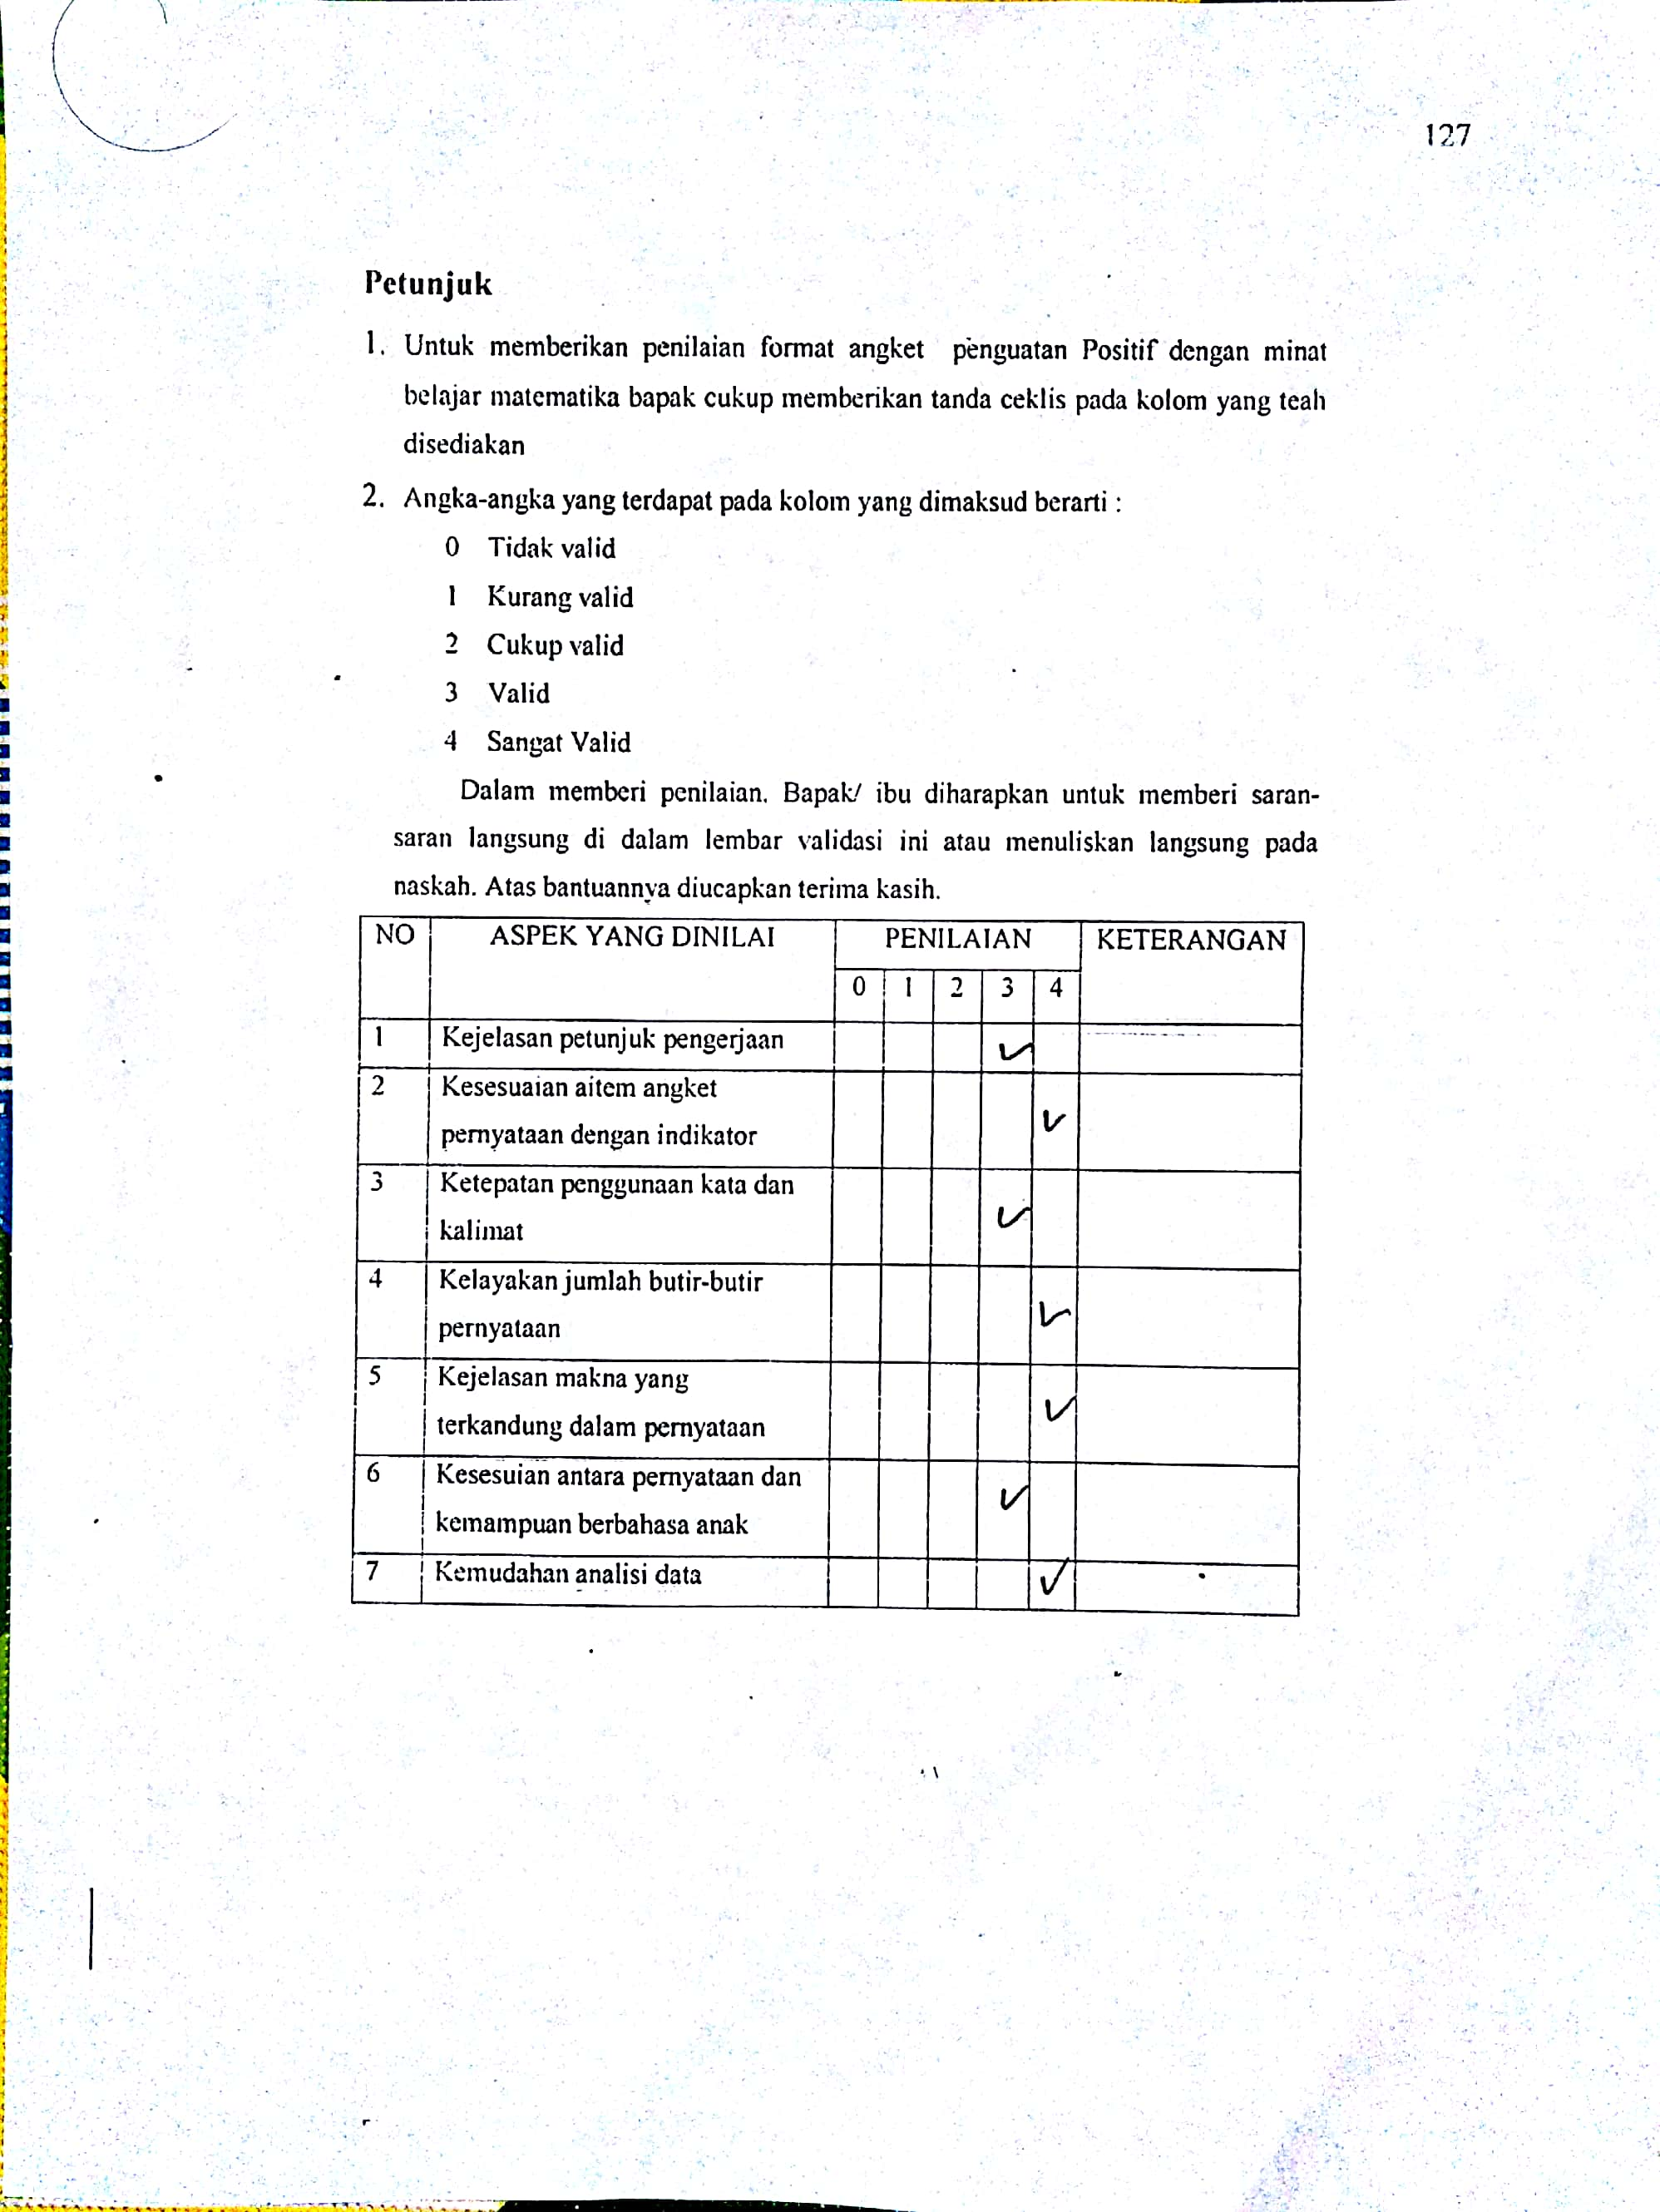 127
Petunjuk
1. Untuk memberikan penilaian format angket penguatan Positif dengan minat
belajar matematika bapak cukup memberikan tanda ceklis pada kolom yang teah
disediakan
2. Angka-angka yang terdapat pada kolom yang dimaksud berarti :
0 Tidak valid
1 Kurang valid
2 Cukup valid
3 Valid
4 Sangat Valid
Dalam memberi penilaian. Bapak/ ibu diharapkan untuk memberi saran-
saran langsung di dalam lembar validasi ini atau menuliskan langsung pada
naskah. Atas bantuannya diucapkan terima kasih.
NO ASPEK YANG DINILAI PENILAIAN KETERANGAN
0 1 2 3 4
1 Kejelasan petunjuk pengerjaan ✓
2 Kesesuaian aitem angket
pernyataan dengan indikator ✓
3 Ketepatan penggunaan kata dan
kalimat ✓
4 Kelayakan jumlah butir-butir
pernyataan ✓
5 Kejelasan makna yang
terkandung dalam pernyataan ✓
6 Kesesuian antara pernyataan dan
kemampuan berbahasa anak ✓
7 Kemudahan analisi data ✓